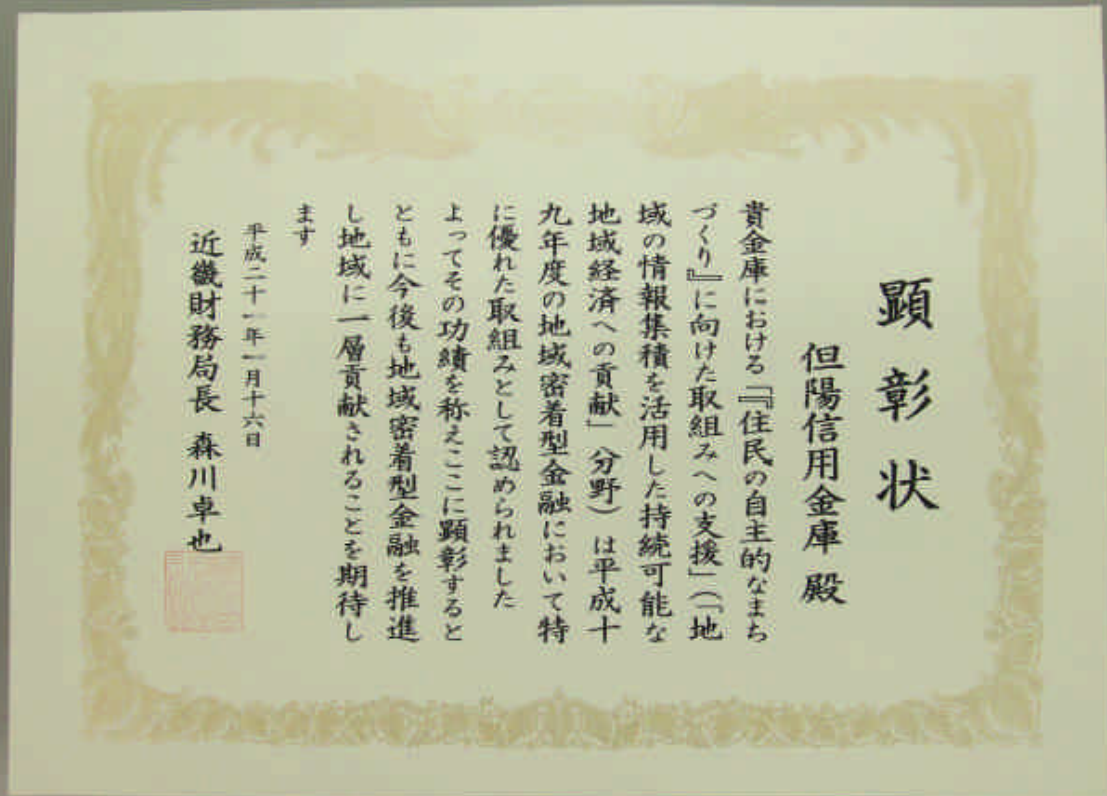 顕彰状
但陽信用金庫 殿
貴金庫における「『住民の自主的なまち
づくり』に向けた取組みへの支援」（「地
域の情報集積を活用した持続可能な
地域経済への貢献」分野）は平成十
九年度の地域密着型金融において特
に優れた取組みとして認められました
よってその功績を称えここに顕彰すると
ともに今後も地域密着型金融を推進
し地域に一層貢献されることを期待し
ます
平成二十一年一月十六日
近畿財務局長 森川卓也